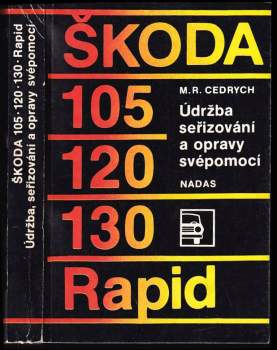 ŠKODA 105 · 120 · 130 · Rapid
Údržba, seřizování a opravy svépomocí
ŠKODA
105
M. R. CEDRYCH
Údržba
seřizování
a opravy
svépomocí
120
NADAS
130
Rapid